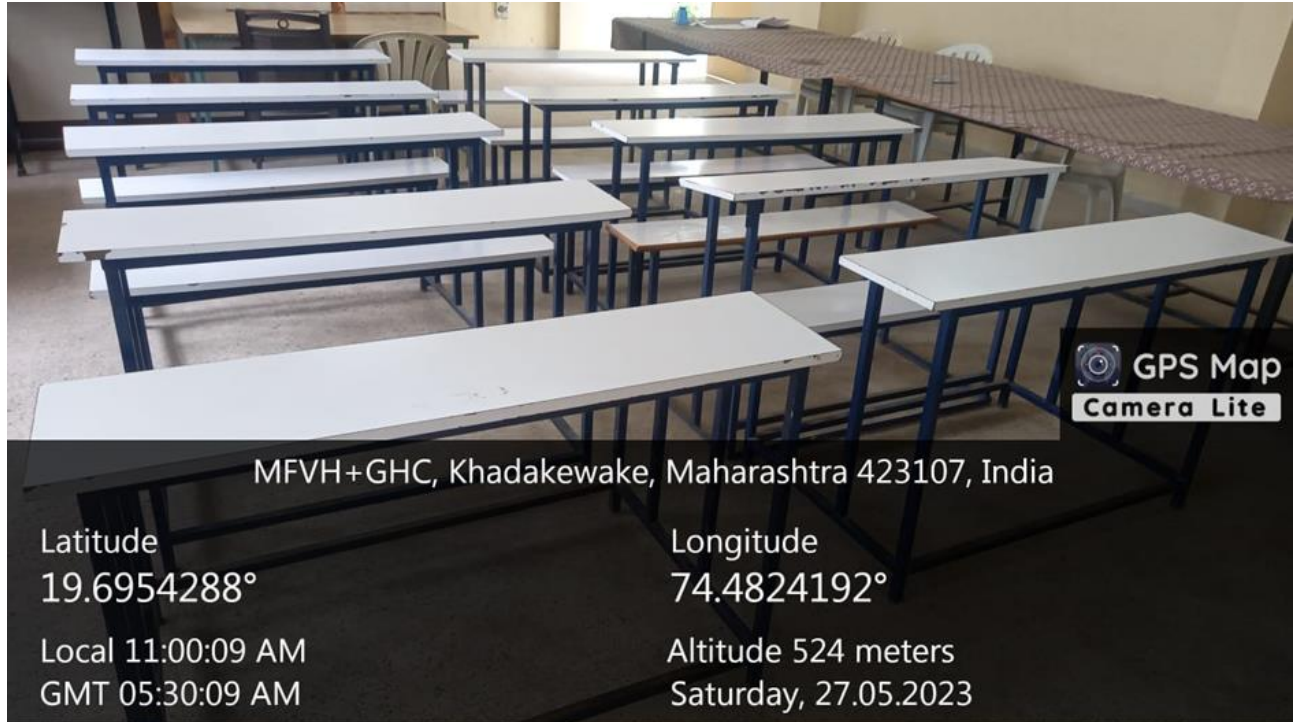 GPS Map
Camera Lite
MFVH+GHC, Khadakewake, Maharashtra 423107, India
Latitude
19.6954288°
Longitude
74.4824192°
Local 11:00:09 AM
GMT 05:30:09 AM
Altitude 524 meters
Saturday, 27.05.2023